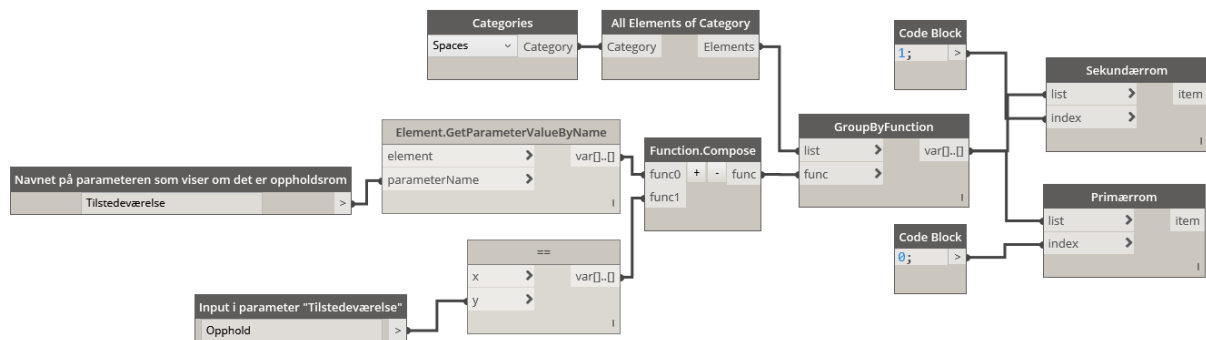 Categories
Spaces
Category
All Elements of Category
Category
Elements
Code Block
1;
>
Sekundærrom
list
>
item
index
>
l
Element.GetParameterValueByName
element
>
var[]..[]
parameterName
>
l
Navnet på parameteren som viser om det er oppholdsrom
Tilstedeværelse
>
Function.Compose
func0
+
-
func
func1
GroupByFunction
list
>
var[]..[]
func
>
l
Primærrom
list
>
item
index
>
l
Code Block
0;
>
==
x
>
var[]..[]
y
>
l
Input i parameter "Tilstedeværelse"
Opphold
>